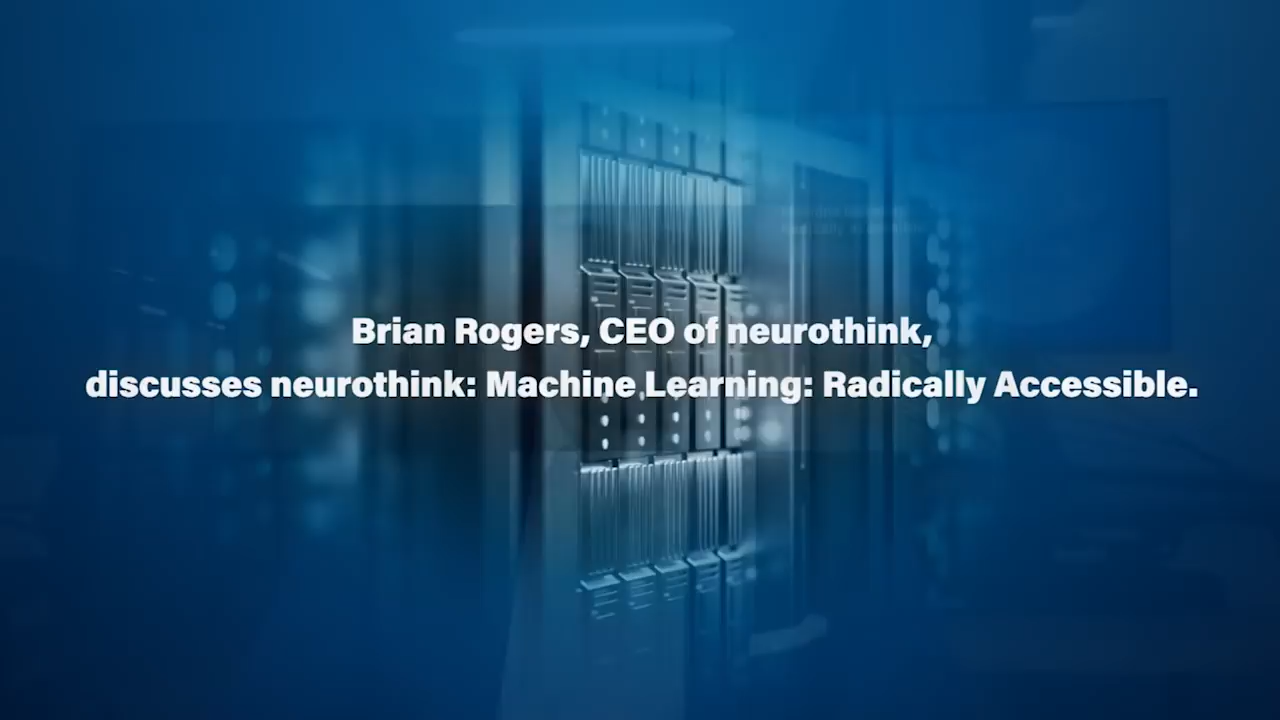 Brian Rogers, CEO of neurothink,
discusses neurothink: Machine Learning: Radically Accessible.